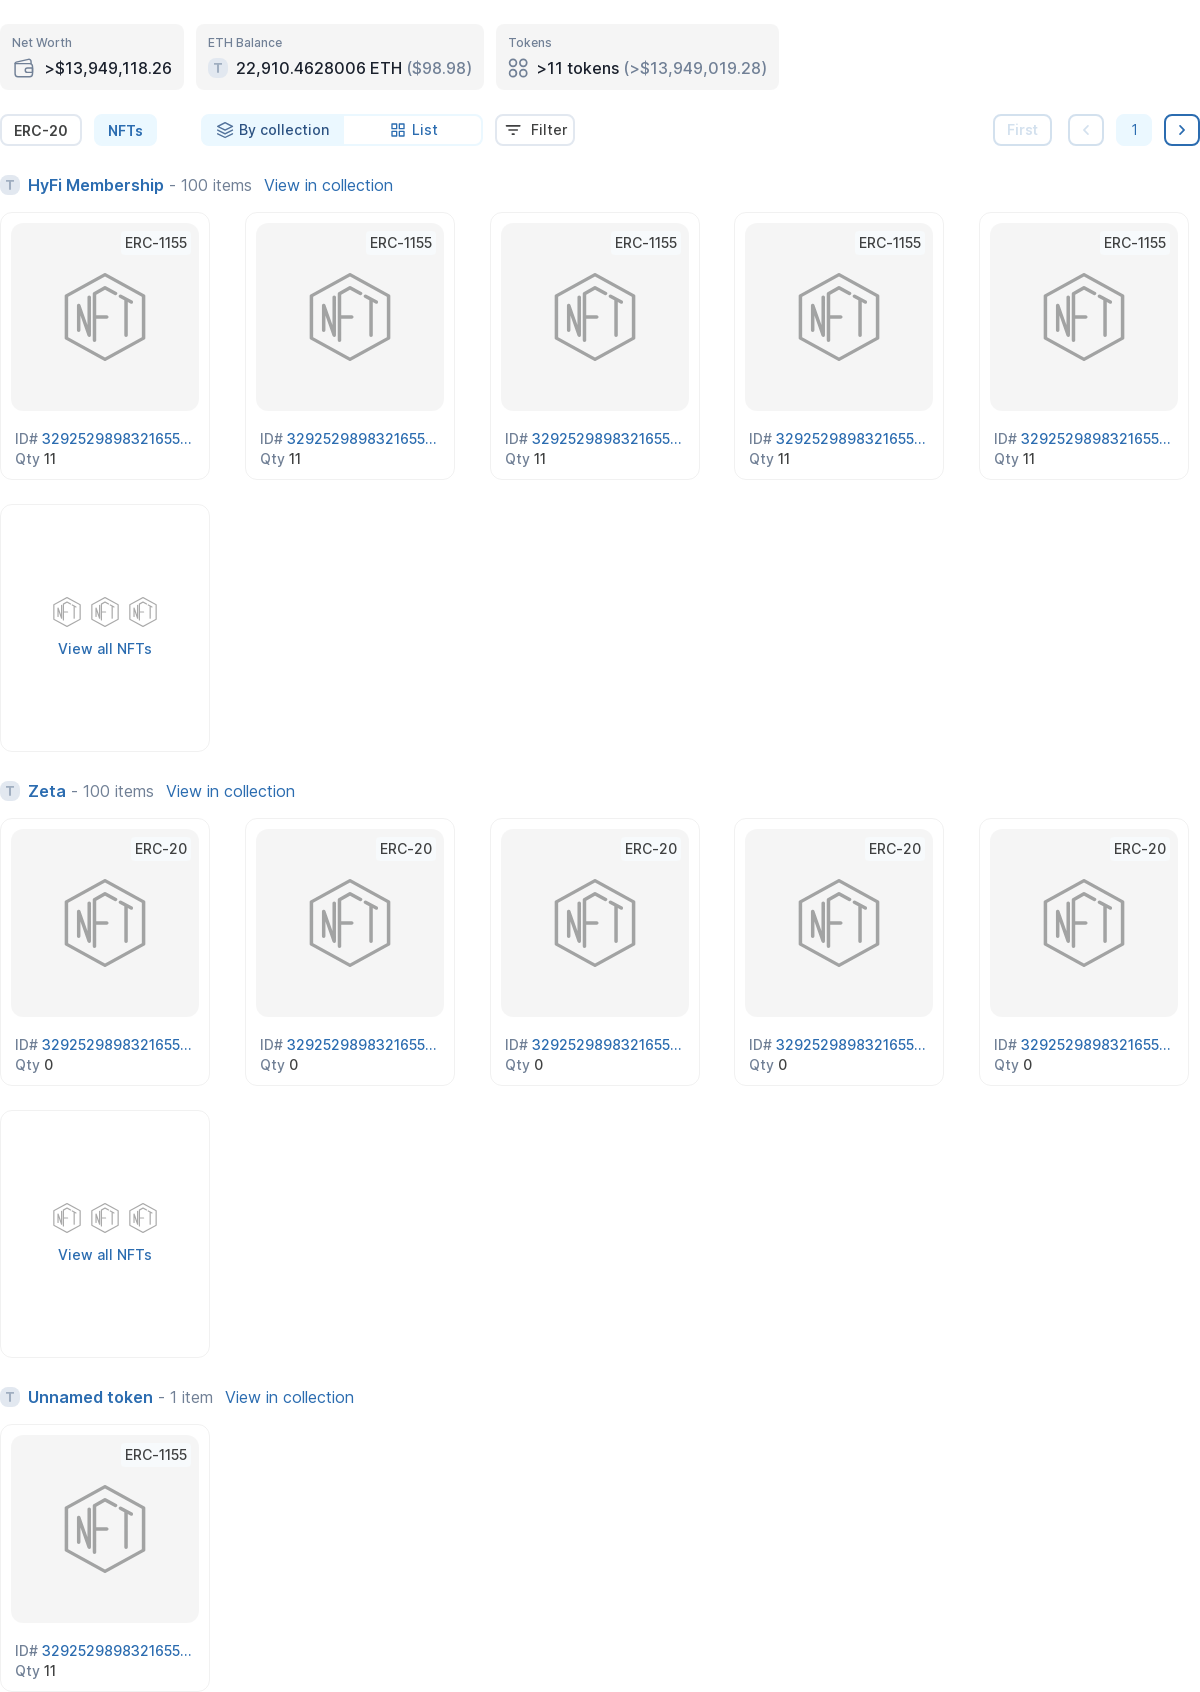 Net Worth
>$13,949,118.26
ETH Balance
T 22,910.4628006 ETH ($98.98)
Tokens
>11 tokens (>$13,949,019.28)
ERC-20 NFTs By collection List Filter First 1
T HyFi Membership - 100 items View in collection
ERC-1155 ERC-1155 ERC-1155 ERC-1155 ERC-1155
NFT NFT NFT NFT NFT
ID# 3292529898321655... ID# 3292529898321655... ID# 3292529898321655... ID# 3292529898321655... ID# 3292529898321655...
Qty 11 Qty 11 Qty 11 Qty 11 Qty 11
NFT NFT NFT
View all NFTs
T Zeta - 100 items View in collection
ERC-20 ERC-20 ERC-20 ERC-20 ERC-20
NFT NFT NFT NFT NFT
ID# 3292529898321655... ID# 3292529898321655... ID# 3292529898321655... ID# 3292529898321655... ID# 3292529898321655...
Qty 0 Qty 0 Qty 0 Qty 0 Qty 0
NFT NFT NFT
View all NFTs
T Unnamed token - 1 item View in collection
ERC-1155
NFT
ID# 3292529898321655...
Qty 11